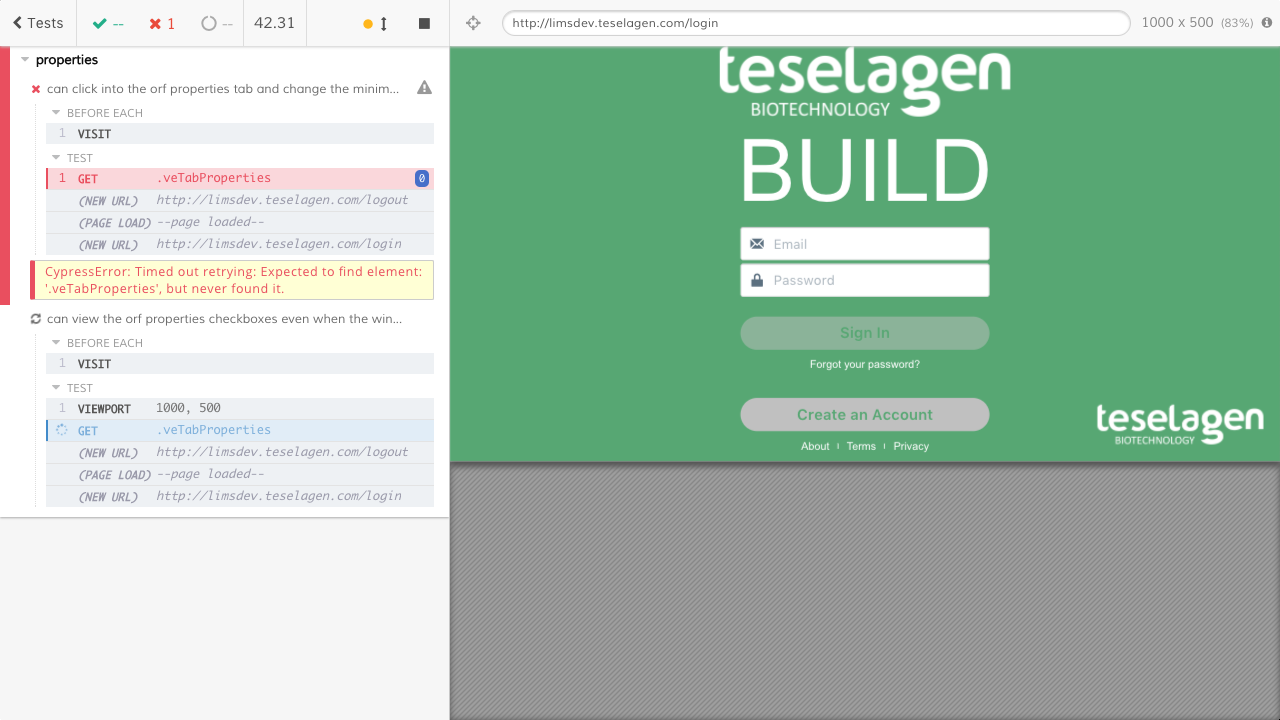 Tests
--
1
--
42.31
http://limsdev.teselagen.com/login
1000 x 500 (83%)
properties
can click into the orf properties tab and change the minim...
BEFORE EACH
1 VISIT
TEST
1 GET .veTabProperties 0
(NEW URL) http://limsdev.teselagen.com/logout
(PAGE LOAD) --page loaded--
(NEW URL) http://limsdev.teselagen.com/login
CypressError: Timed out retrying: Expected to find element:
'.veTabProperties', but never found it.
can view the orf properties checkboxes even when the win...
BEFORE EACH
1 VISIT
TEST
1 VIEWPORT 1000, 500
GET .veTabProperties
(NEW URL) http://limsdev.teselagen.com/logout
(PAGE LOAD) --page loaded--
(NEW URL) http://limsdev.teselagen.com/login
teselagen
BIOTECHNOLOGY
BUILD
Email
Password
Sign In
Forgot your password?
Create an Account
About
Terms
Privacy
teselagen
BIOTECHNOLOGY